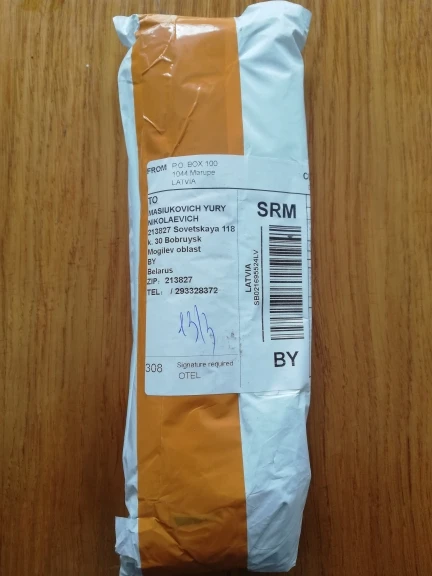 FROM P.O. BOX 100
1044 Marupe
LATVIA
TO
MASIUKOVICH YURY
NIKOLAEVICH
213827 Sovetskaya 118
k. 30 Bobruysk
Mogilev oblast
BY
Belarus
ZIP: 213827
TEL: / 293328372
308
Signature required
OTEL
SRM
LATVIA
SB021695524LV
BY